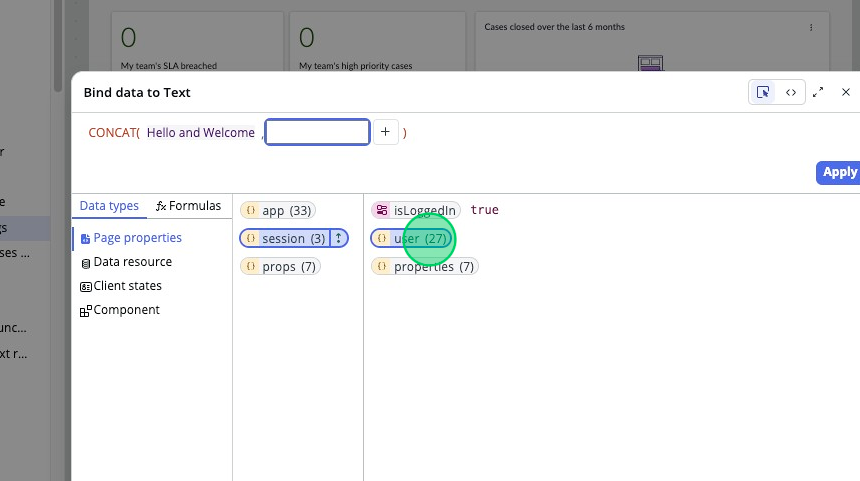 0
My team's SLA breached
0
My team's high priority cases
Cases closed over the last 6 months
Bind data to Text
CONCAT( Hello and Welcome , + )
Apply
Data types
Formulas
Page properties
Data resource
Client states
Component
app (33)
session (3)
props (7)
isLoggedIn true
user (27)
properties (7)
r
e
gs
ses ...
unc...
xt r...